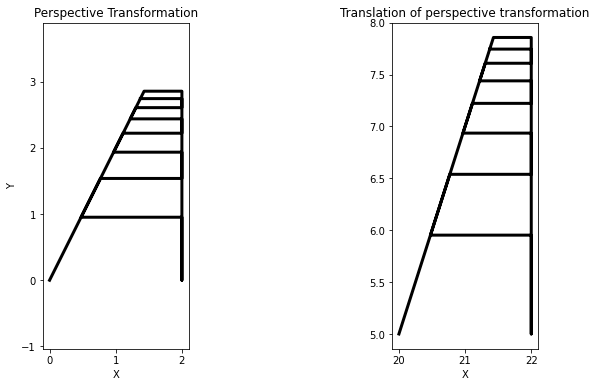 Perspective Transformation
3
2
1
0
−1
Y
0 1 2
X
Translation of perspective transformation
8.0
7.5
7.0
6.5
6.0
5.5
5.0
20 21 22
X